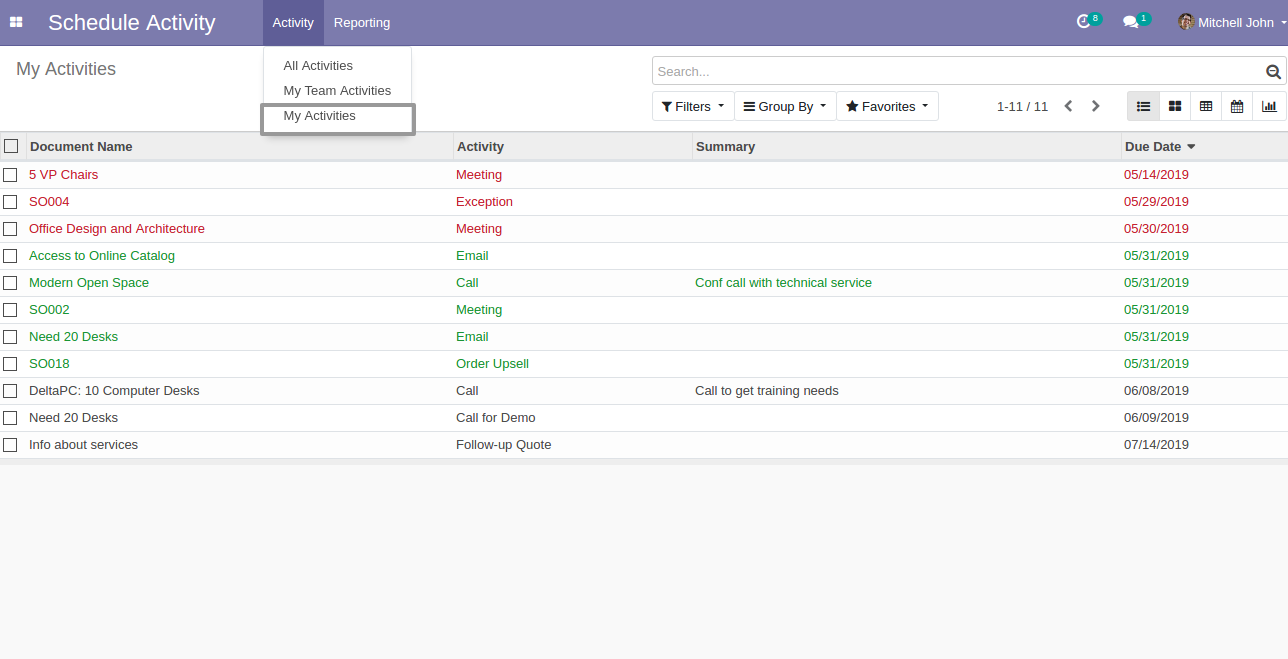 Schedule Activity Activity Reporting 8 1 Mitchell John
My Activities
All Activities
My Team Activities
My Activities
Search...
Filters Group By Favorites 1-11 / 11
Document Name Activity Summary Due Date
5 VP Chairs Meeting 05/14/2019
SO004 Exception 05/29/2019
Office Design and Architecture Meeting 05/30/2019
Access to Online Catalog Email 05/31/2019
Modern Open Space Call Conf call with technical service 05/31/2019
SO002 Meeting 05/31/2019
Need 20 Desks Email 05/31/2019
SO018 Order Upsell 05/31/2019
DeltaPC: 10 Computer Desks Call Call to get training needs 06/08/2019
Need 20 Desks Call for Demo 06/09/2019
Info about services Follow-up Quote 07/14/2019